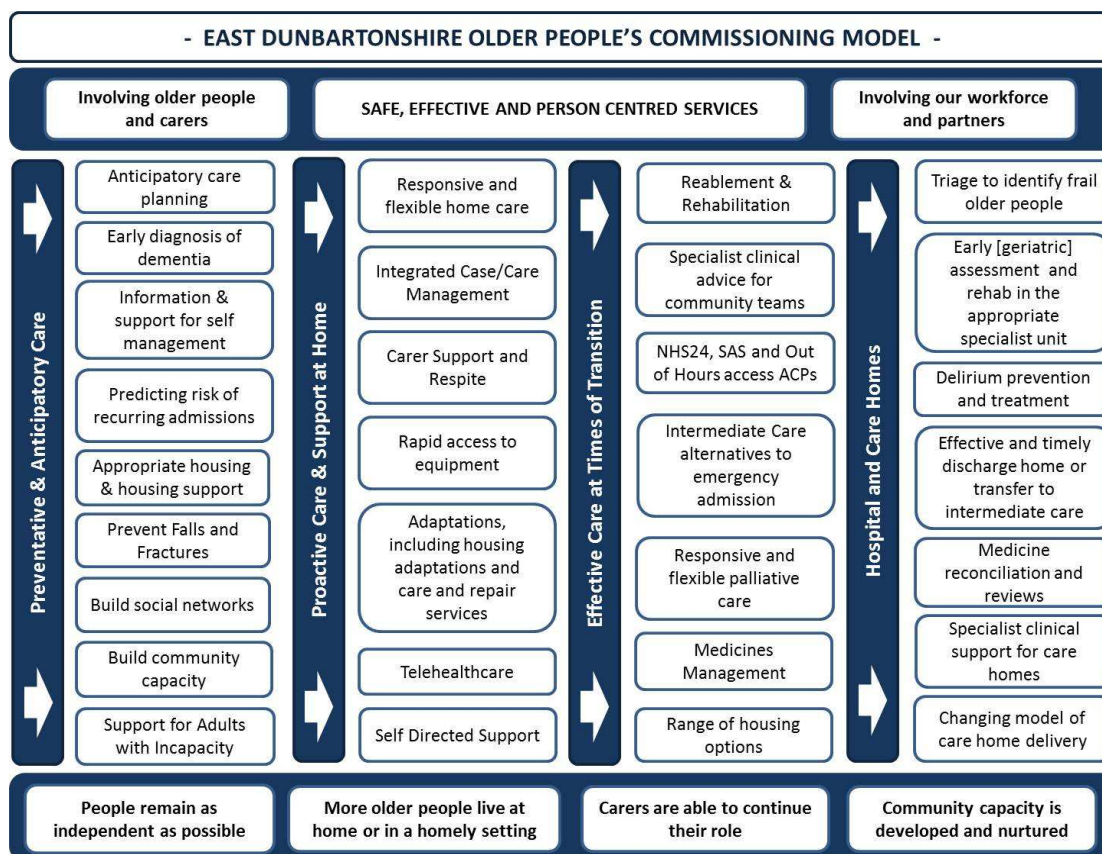 - EAST DUNBARTONSHIRE OLDER PEOPLE'S COMMISSIONING MODEL -
Involving older people
and carers
SAFE, EFFECTIVE AND PERSON CENTRED SERVICES
Involving our workforce
and partners
Preventative & Anticipatory Care
Anticipatory care
planning
Early diagnosis of
dementia
Information &
support for self
management
Predicting risk of
recurring admissions
Appropriate housing
& housing support
Prevent Falls and
Fractures
Build social networks
Build community
capacity
Support for Adults
with Incapacity
Proactive Care & Support at Home
Responsive and
flexible home care
Integrated Case/Care
Management
Carer Support and
Respite
Rapid access to
equipment
Adaptations,
including housing
adaptations and
care and repair
services
Telehealthcare
Self Directed Support
Effective Care at Times of Transition
Reablement &
Rehabilitation
Specialist clinical
advice for
community teams
NHS24, SAS and Out
of Hours access ACPs
Intermediate Care
alternatives to
emergency
admission
Responsive and
flexible palliative
care
Medicines
Management
Range of housing
options
Hospital and Care Homes
Triage to identify frail
older people
Early [geriatric]
assessment and
rehab in the
appropriate
specialist unit
Delirium prevention
and treatment
Effective and timely
discharge home or
transfer to
intermediate care
Medicine
reconciliation and
reviews
Specialist clinical
support for care
homes
Changing model of
care home delivery
People remain as
independent as possible
More older people live at
home or in a homely setting
Carers are able to continue
their role
Community capacity is
developed and nurtured